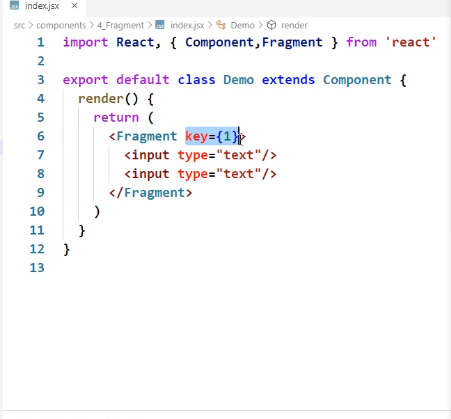 index.jsx ×
src > components > 4_Fragment > index.jsx > Demo > render
1 import React, { Component,Fragment } from 'react'
2
3 export default class Demo extends Component {
4 render() {
5 return (
6 <Fragment key={1}>
7 <input type="text"/>
8 <input type="text"/>
9 </Fragment>
10 )
11 }
12 }
13